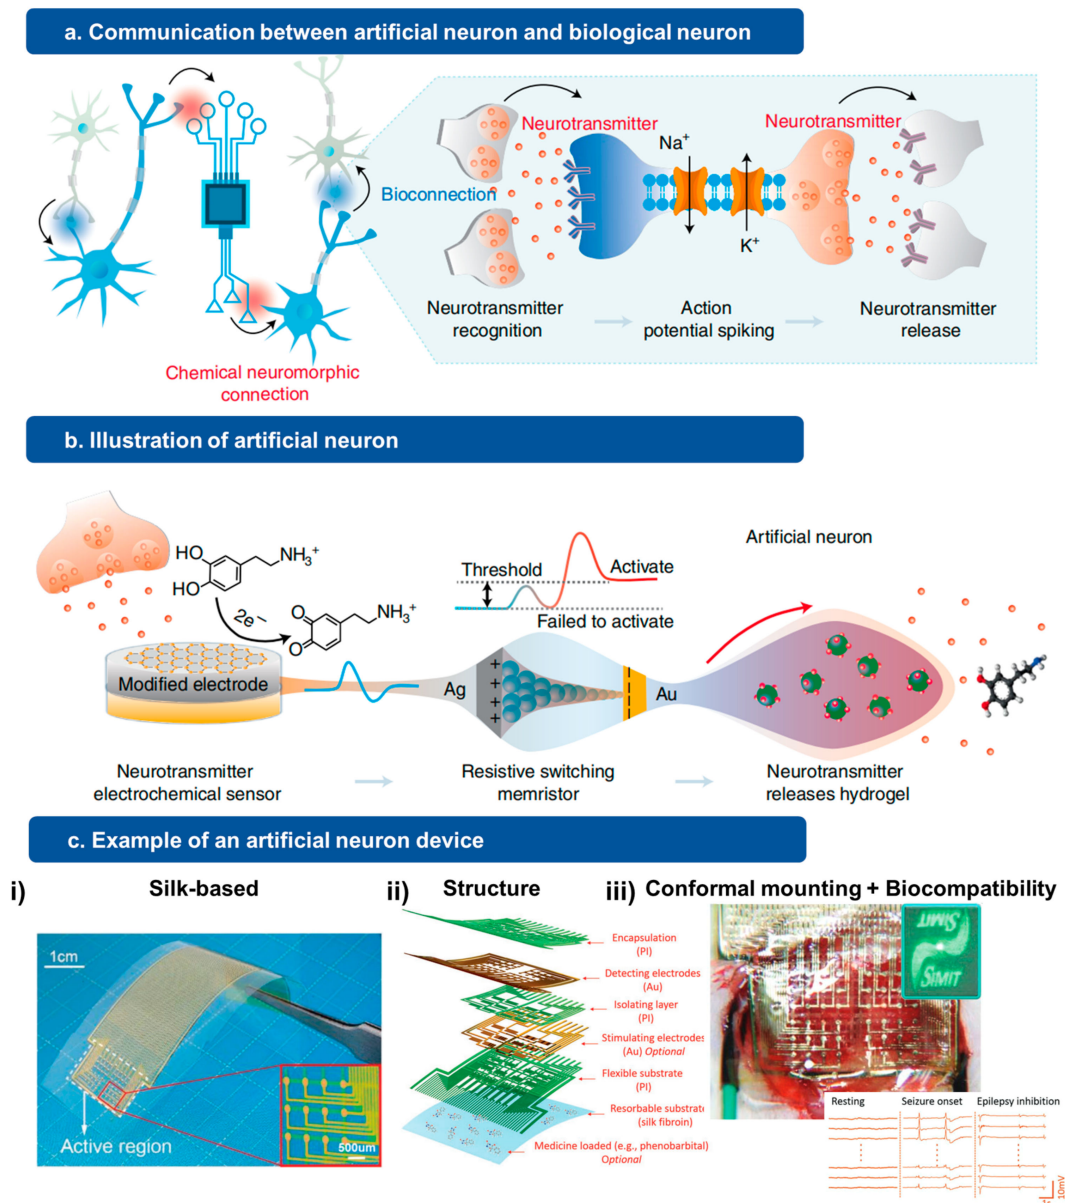 a. Communication between artificial neuron and biological neuron
Neurotransmitter
Neurotransmitter
Na+
Bioconnection
K+
Neurotransmitter
recognition
Action
potential spiking
Neurotransmitter
release
Chemical neuromorphic
connection
b. Illustration of artificial neuron
HO
HO
NH3+
2e−
O
O
NH3+
Threshold
Activate
Failed to activate
Artificial neuron
Modified electrode
Ag
+
+
+
+
Au
Neurotransmitter
electrochemical sensor
Resistive switching
memristor
Neurotransmitter
releases hydrogel
c. Example of an artificial neuron device
i)
Silk-based
ii)
Structure
iii)
Conformal mounting + Biocompatibility
1cm
Active region
500um
Encapsulation
(PI)
Detecting electrodes
(Au)
Isolating layer
(PI)
Stimulating electrodes
(Au) Optional
Flexible substrate
(PI)
Resorbable substrate
(silk fibroin)
Medicine loaded (e.g., phenobarbital)
Optional
SIMIT
SIMIT
Resting
Seizure onset
Epilepsy inhibition
10mV